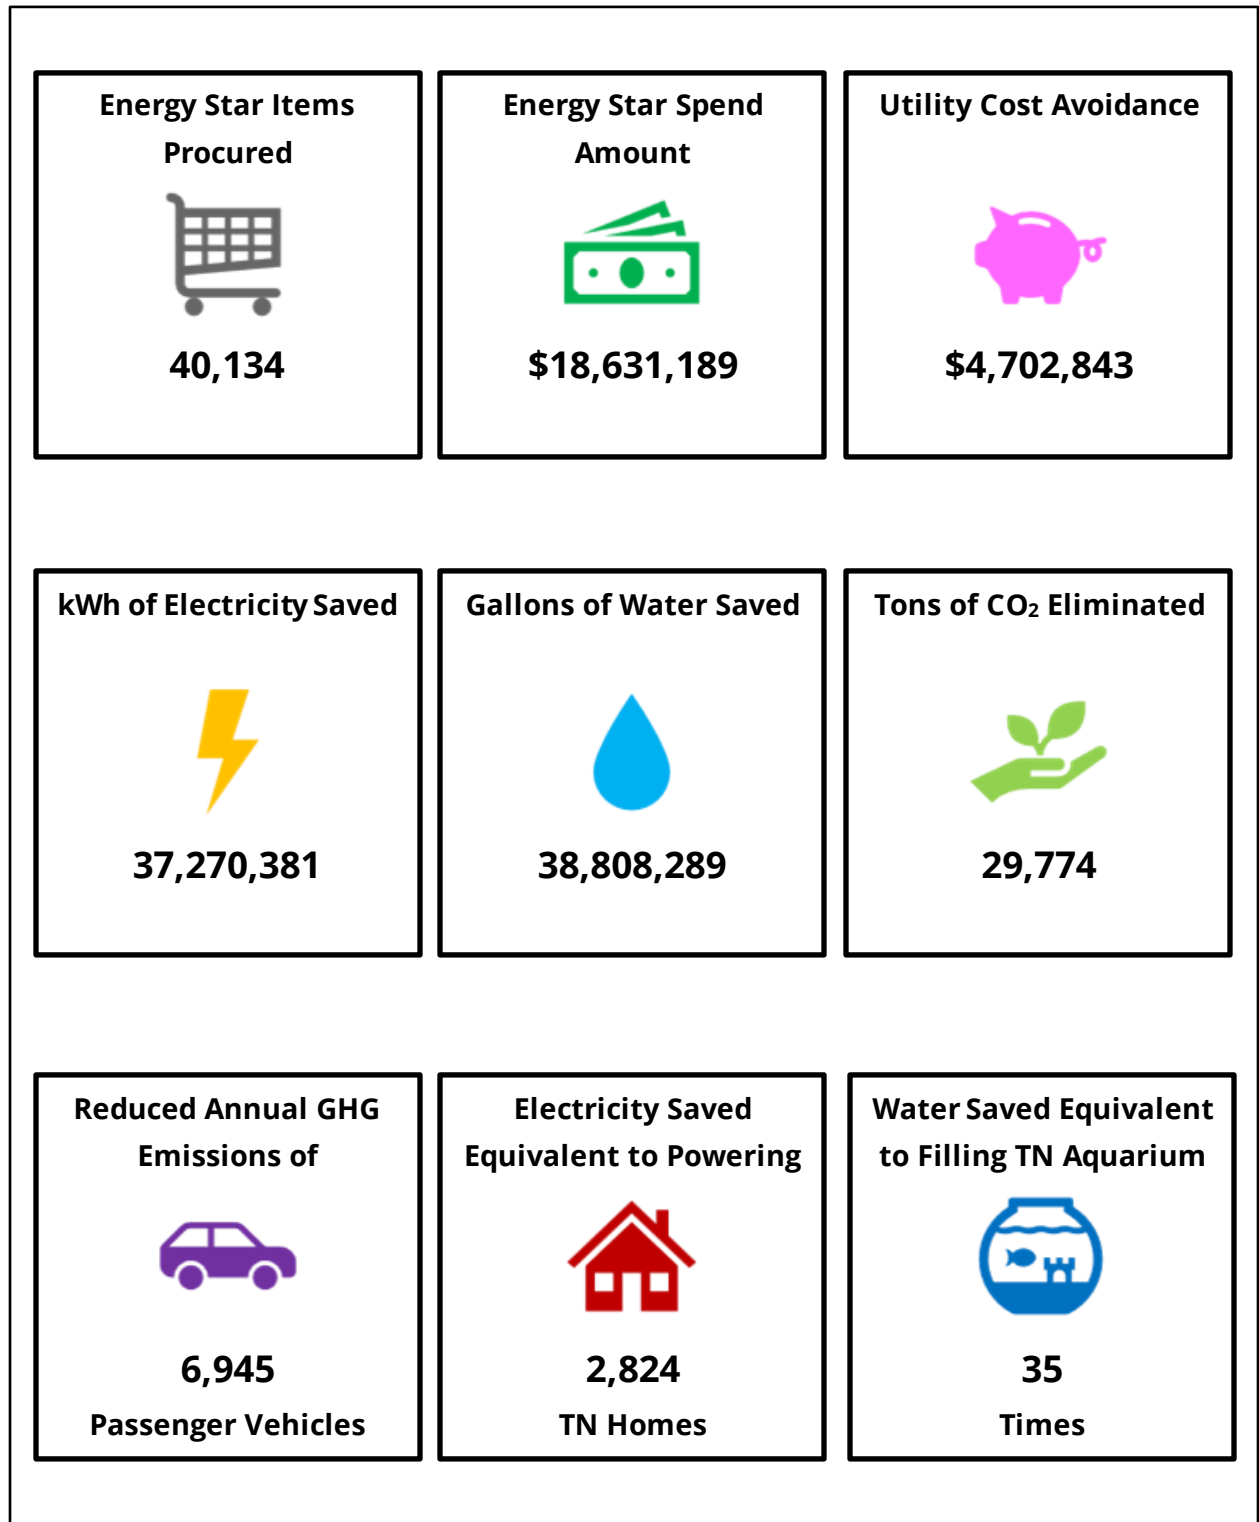 Energy Star Items
Procured
40,134
Energy Star Spend
Amount
$18,631,189
Utility Cost Avoidance
$4,702,843
kWh of Electricity Saved
37,270,381
Gallons of Water Saved
38,808,289
Tons of CO₂ Eliminated
29,774
Reduced Annual GHG
Emissions of
6,945
Passenger Vehicles
Electricity Saved
Equivalent to Powering
2,824
TN Homes
Water Saved Equivalent
to Filling TN Aquarium
35
Times